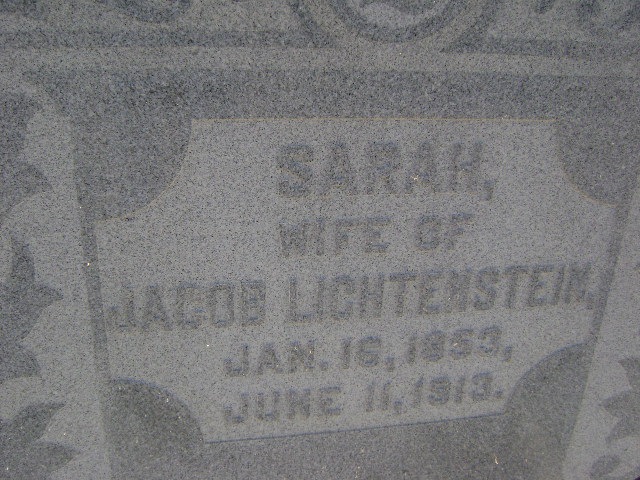 SARAH,
WIFE OF
JACOB LICHTENSTEIN,
JAN. 16, 1853,
JUNE 11, 1913.